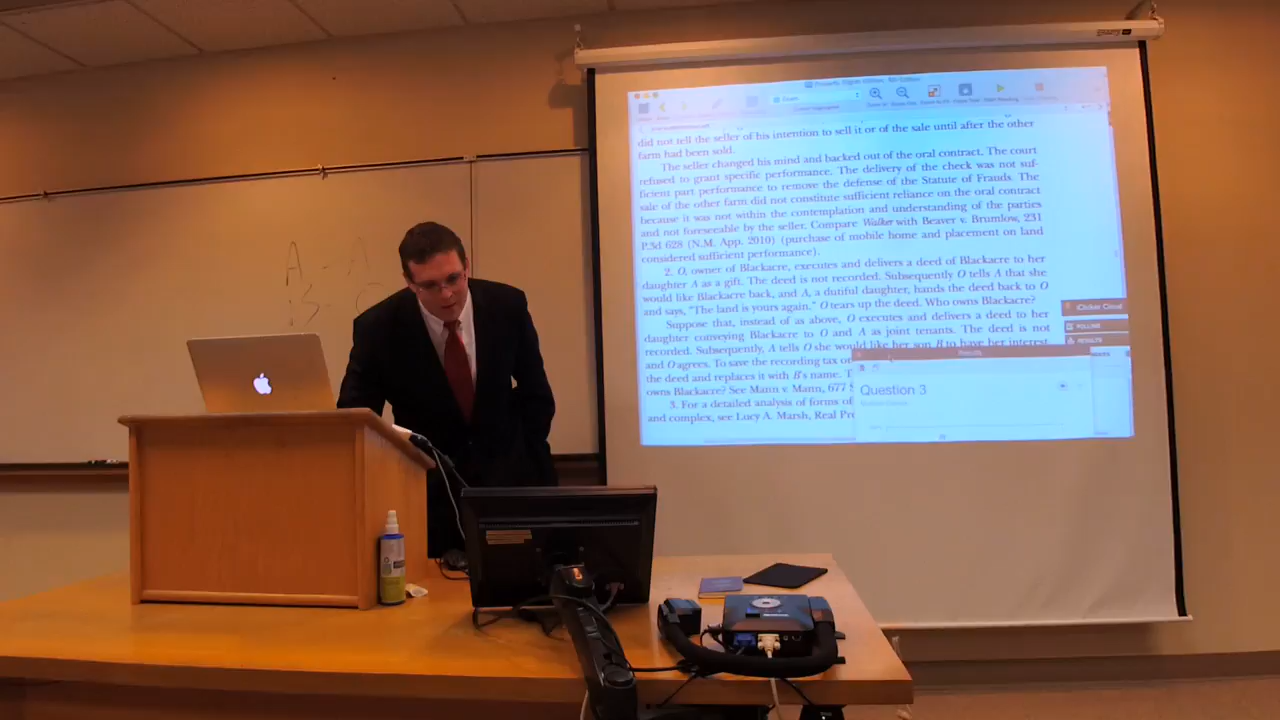 did not tell the seller of his intention to sell it or of the sale until after the other
farm had been sold.
The seller changed his mind and backed out of the oral contract. The court
refused to grant specific performance. The delivery of the check was not suf-
ficient part performance to remove the defense of the Statute of Frauds. The
sale of the other farm did not constitute sufficient reliance on the oral contract
because it was not within the contemplation and understanding of the parties
and not foreseeable by the seller. Compare Walker with Beaver v. Brumlow, 231
P.3d 628 (N.M. App. 2010) (purchase of mobile home and placement on land
considered sufficient performance).
2. O, owner of Blackacre, executes and delivers a deed of Blackacre to her
daughter A as a gift. The deed is not recorded. Subsequently O tells A that she
would like Blackacre back, and A, a dutiful daughter, hands the deed back to O
and says, "The land is yours again." O tears up the deed. Who owns Blackacre?
Suppose that, instead of as above, O executes and delivers a deed to her
daughter conveying Blackacre to O and A as joint tenants. The deed is not
recorded. Subsequently, A tells O she would like her son B to have her interest
and O agrees. To save the recording tax on
the deed and replaces it with B's name. T
owns Blackacre? See Mann v. Mann, 677 S
3. For a detailed analysis of forms of
and complex, see Lucy A. Marsh, Real Pr
iClicker Cloud
POLLING
RESULTS
Results
Question 3
A - A
B - C